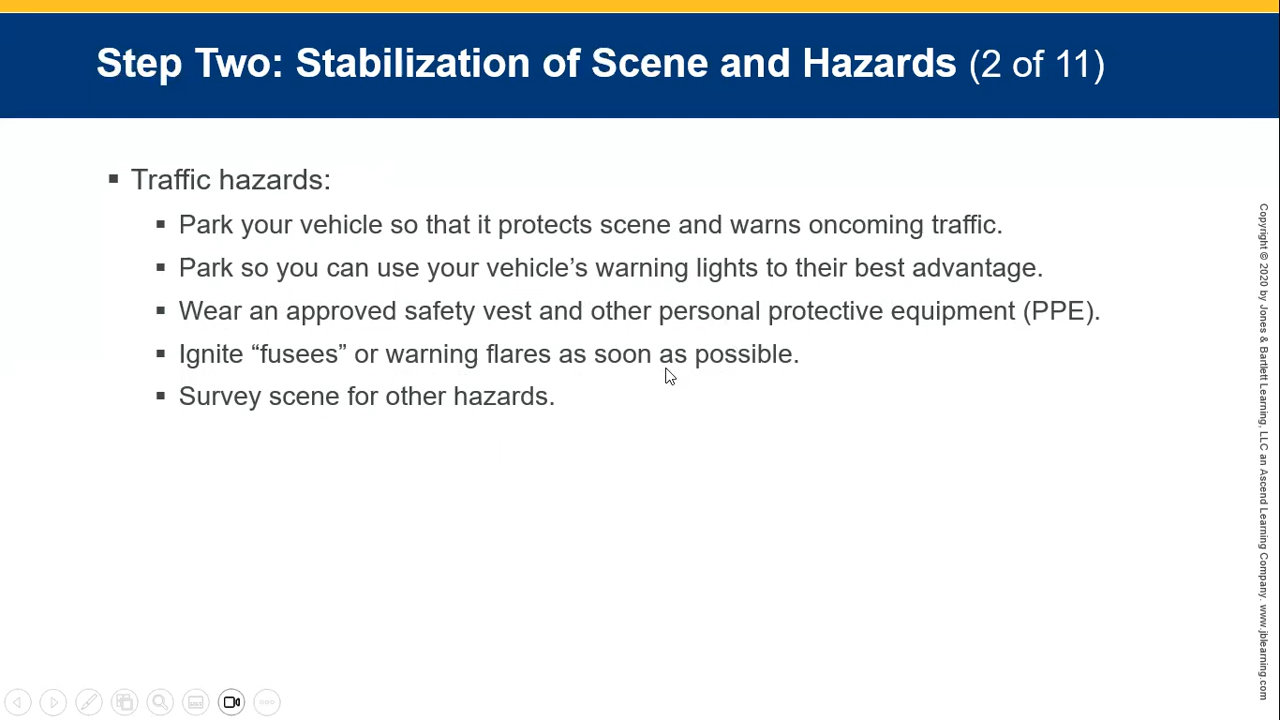 Step Two: Stabilization of Scene and Hazards (2 of 11)
▪ Traffic hazards:
▪ Park your vehicle so that it protects scene and warns oncoming traffic.
▪ Park so you can use your vehicle’s warning lights to their best advantage.
▪ Wear an approved safety vest and other personal protective equipment (PPE).
▪ Ignite “fusees” or warning flares as soon as possible.
▪ Survey scene for other hazards.
Copyright © 2020 by Jones & Bartlett Learning, LLC an Ascend Learning Company. www.jblearning.com